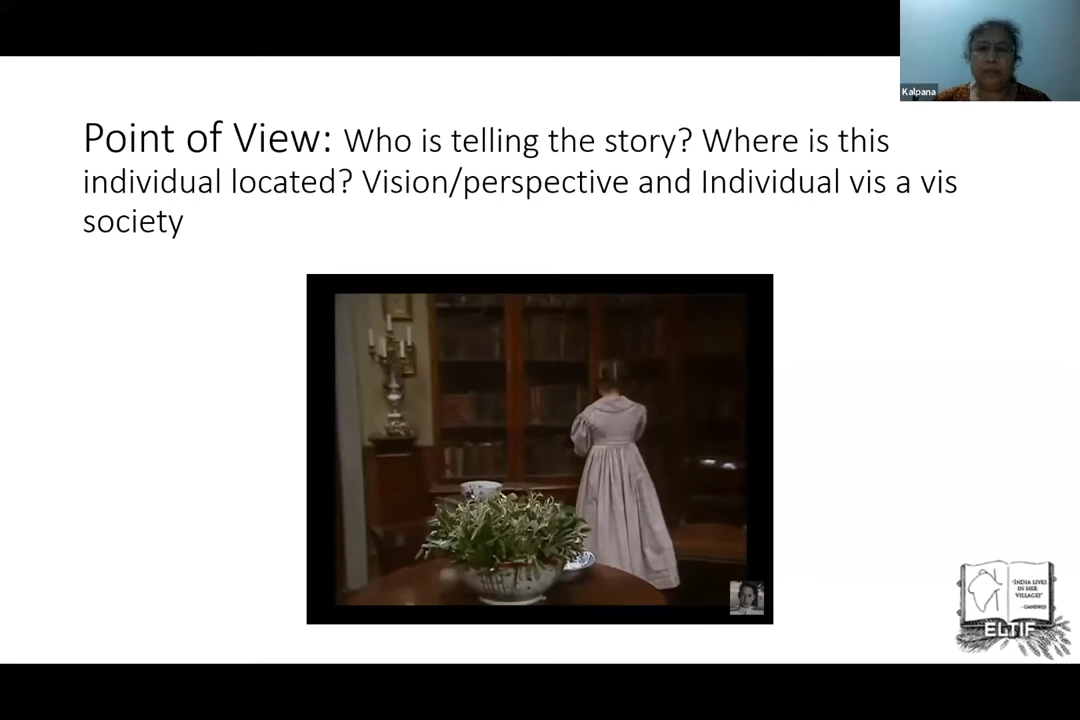 Kalpana
Point of View: Who is telling the story? Where is this
individual located? Vision/perspective and Individual vis a vis
society
"INDIA LIVES
IN HER
VILLAGES"
- GANDHIJI
ELTIF